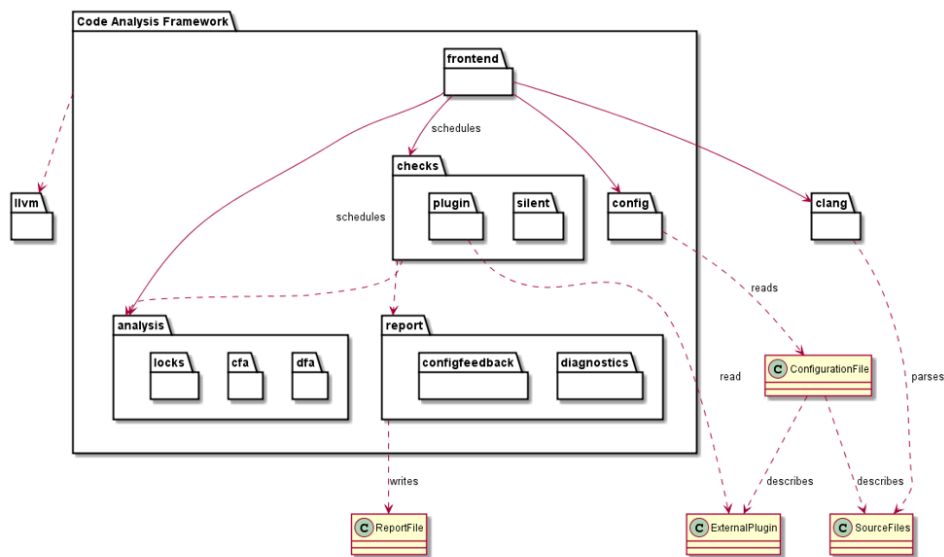 Code Analysis Framework
frontend
schedules
checks
llvm
schedules
plugin
silent
config
clang
reads
analysis
report
locks
cfa
dfa
configfeedback
diagnostics
read
C ConfigurationFile
parses
writes
describes
describes
C ReportFile
C ExternalPlugin
C SourceFiles